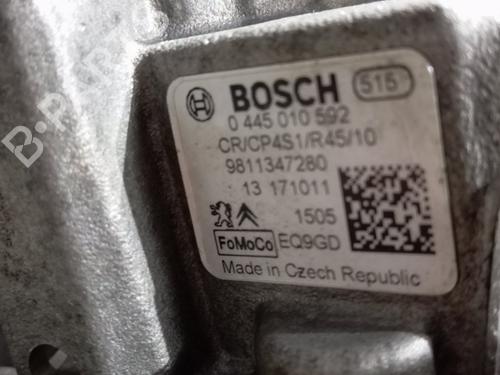 BOSCH 515
0 445 010 592
CR/CP4S1/R45/10
9811347280
13 171011
1505
FoMoCo EQ9GD
Made in Czech Republic
B-PARTS